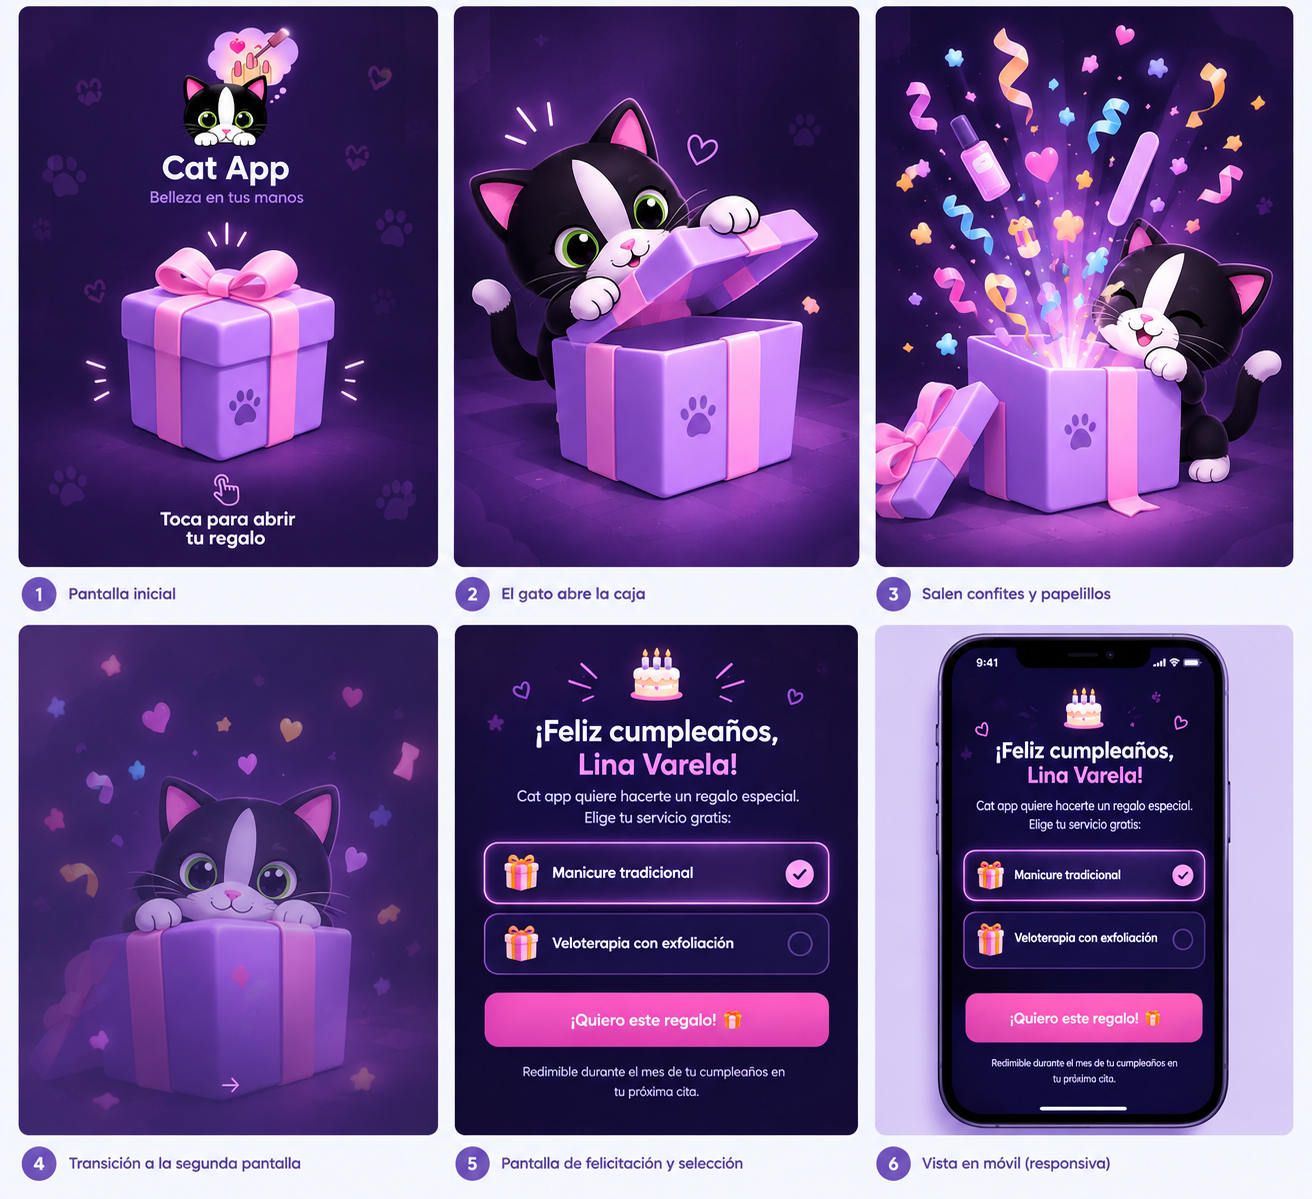 Cat App
Belleza en tus manos
Toca para abrir
tu regalo
1 Pantalla inicial
2 El gato abre la caja
3 Salen confites y papelillos
4 Transición a la segunda pantalla
¡Feliz cumpleaños,
Lina Varela!
Cat app quiere hacerte un regalo especial.
Elige tu servicio gratis:
Manicure tradicional
Veloterapia con exfoliación
¡Quiero este regalo!
Redimible durante el mes de tu cumpleaños en
tu próxima cita.
5 Pantalla de felicitación y selección
9:41
¡Feliz cumpleaños,
Lina Varela!
Cat app quiere hacerte un regalo especial.
Elige tu servicio gratis:
Manicure tradicional
Veloterapia con exfoliación
¡Quiero este regalo!
Redimible durante el mes de tu cumpleaños en
tu próxima cita.
6 Vista en móvil (responsiva)